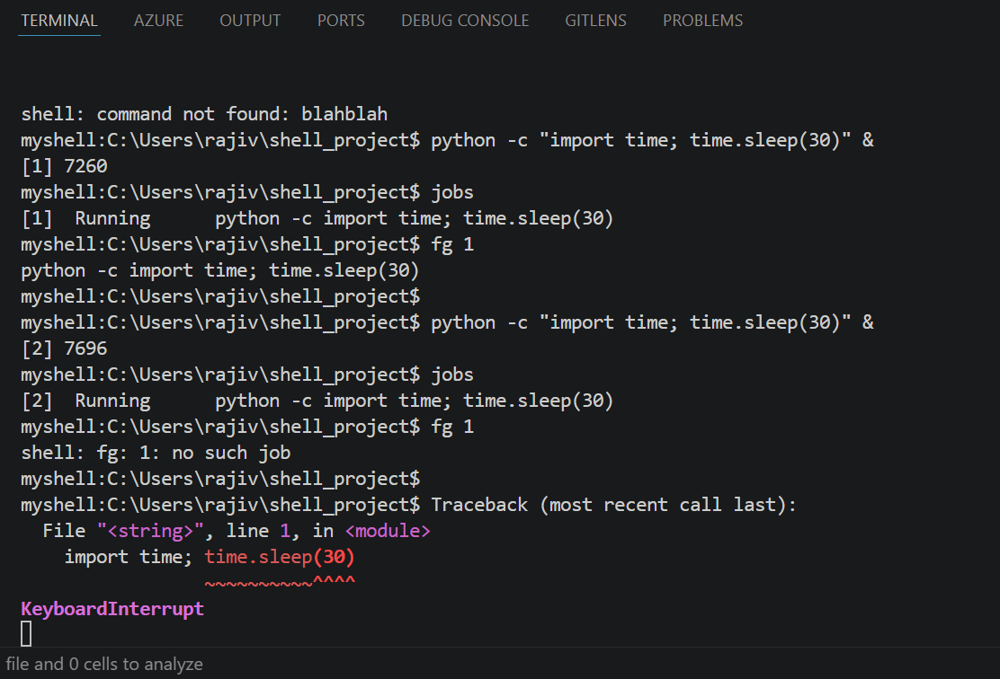 TERMINAL AZURE OUTPUT PORTS DEBUG CONSOLE GITLENS PROBLEMS
shell: command not found: blahblah
myshell:C:\Users\rajiv\shell_project$ python -c "import time; time.sleep(30)" &
[1] 7260
myshell:C:\Users\rajiv\shell_project$ jobs
[1]  Running      python -c import time; time.sleep(30)
myshell:C:\Users\rajiv\shell_project$ fg 1
python -c import time; time.sleep(30)
myshell:C:\Users\rajiv\shell_project$
myshell:C:\Users\rajiv\shell_project$ python -c "import time; time.sleep(30)" &
[2] 7696
myshell:C:\Users\rajiv\shell_project$ jobs
[2]  Running      python -c import time; time.sleep(30)
myshell:C:\Users\rajiv\shell_project$ fg 1
shell: fg: 1: no such job
myshell:C:\Users\rajiv\shell_project$
myshell:C:\Users\rajiv\shell_project$ Traceback (most recent call last):
  File "<string>", line 1, in <module>
    import time; time.sleep(30)
                 ~~~~~~~~~~^^^^
KeyboardInterrupt
file and 0 cells to analyze